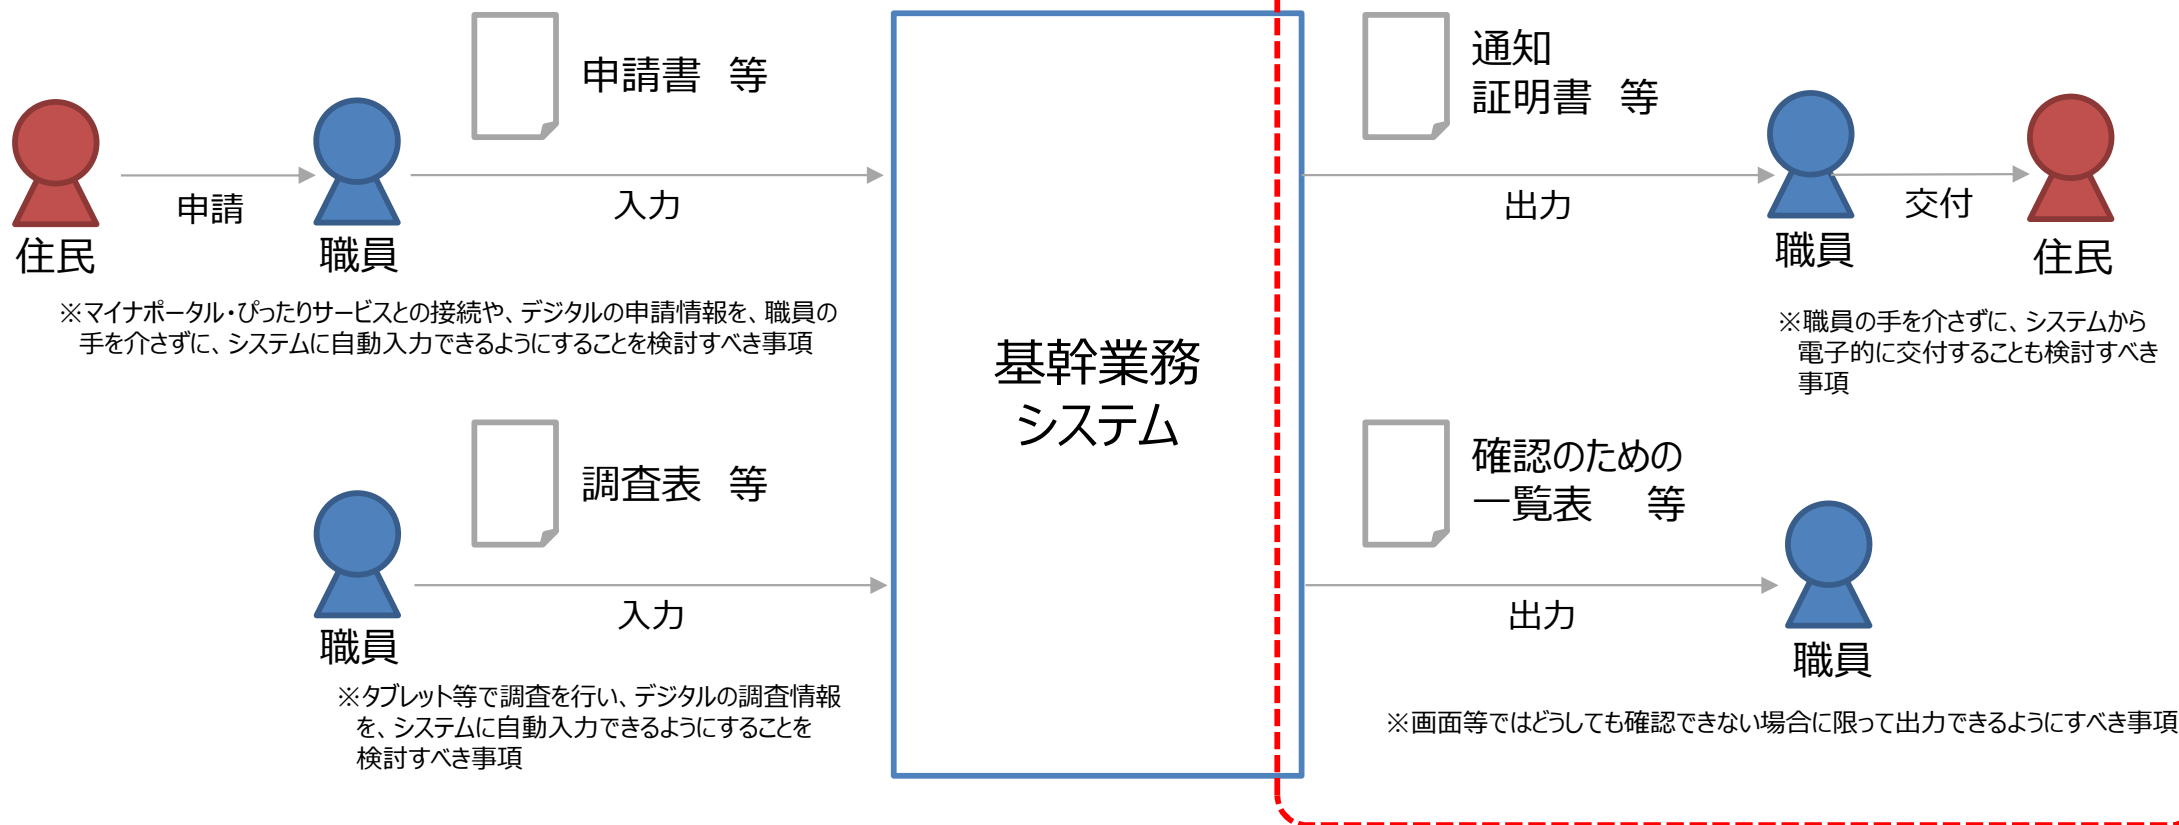 申請書　等
通知
証明書　等
申請
入力
出力
交付
住民
職員
職員
住民
※マイナポータル・ぴったりサービスとの接続や、デジタルの申請情報を、職員の
手を介さずに、システムに自動入力できるようにすることを検討すべき事項
※職員の手を介さずに、システムから
電子的に交付することも検討すべき
事項
基幹業務
システム
調査表　等
確認のための
一覧表　等
入力
出力
職員
職員
※タブレット等で調査を行い、デジタルの調査情報
を、システムに自動入力できるようにすることを
検討すべき事項
※画面等ではどうしても確認できない場合に限って出力できるようにすべき事項